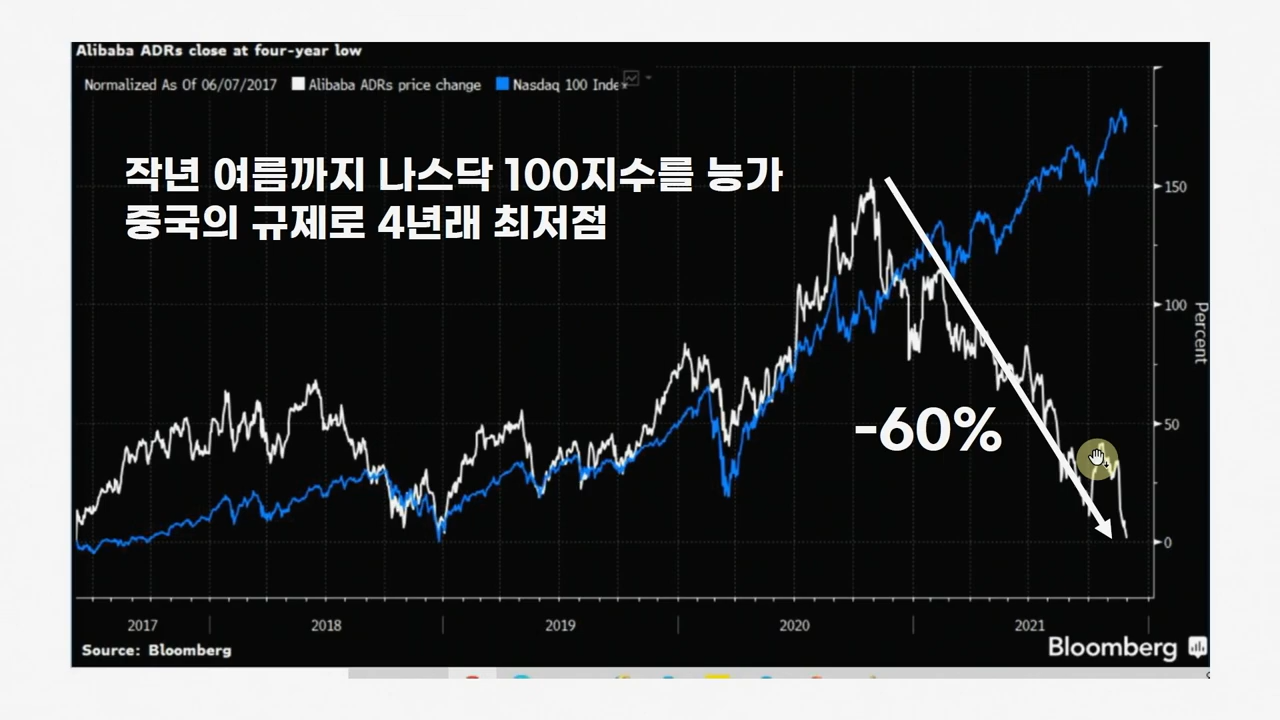 Alibaba ADRs close at four-year low
Normalized As Of 06/07/2017 Alibaba ADRs price change Nasdaq 100 Inde
작년 여름까지 나스닥 100지수를 능가
중국의 규제로 4년래 최저점
150
100
Percent
-60%
50
0
2017 2018 2019 2020 2021
Source: Bloomberg
Bloomberg